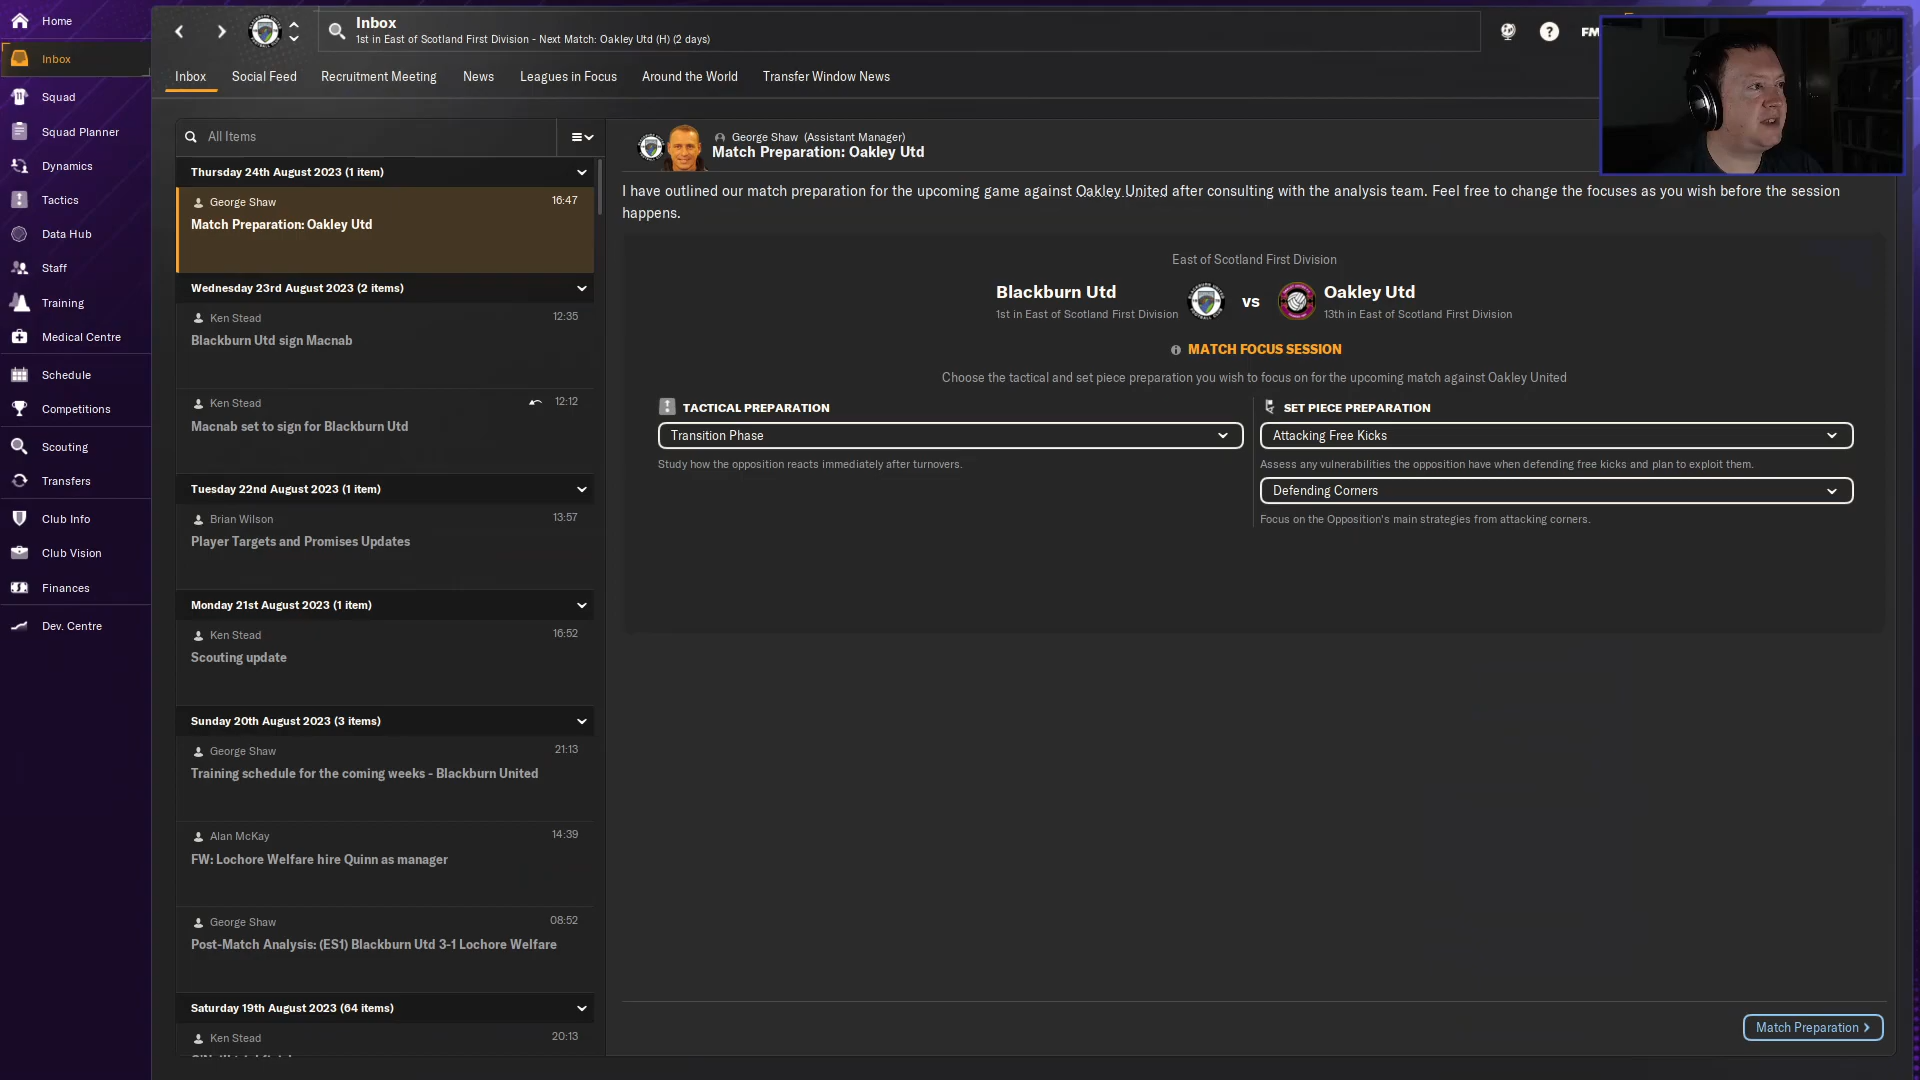 Home
Inbox
Squad
Squad Planner
Dynamics
Tactics
Data Hub
Staff
Training
Medical Centre
Schedule
Competitions
Scouting
Transfers
Club Info
Club Vision
Finances
Dev. Centre
Inbox
1st in East of Scotland First Division - Next Match: Oakley Utd (H) (2 days)
FM
Inbox Social Feed Recruitment Meeting News Leagues in Focus Around the World Transfer Window News
All Items
Thursday 24th August 2023 (1 item)
George Shaw 16:47
Match Preparation: Oakley Utd
Wednesday 23rd August 2023 (2 items)
Ken Stead 12:35
Blackburn Utd sign Macnab
Ken Stead 12:12
Macnab set to sign for Blackburn Utd
Tuesday 22nd August 2023 (1 item)
Brian Wilson 13:57
Player Targets and Promises Updates
Monday 21st August 2023 (1 item)
Ken Stead 16:52
Scouting update
Sunday 20th August 2023 (3 items)
George Shaw 21:13
Training schedule for the coming weeks - Blackburn United
Alan McKay 14:39
FW: Lochore Welfare hire Quinn as manager
George Shaw 08:52
Post-Match Analysis: (ES1) Blackburn Utd 3-1 Lochore Welfare
Saturday 19th August 2023 (64 items)
Ken Stead 20:13
George Shaw (Assistant Manager)
Match Preparation: Oakley Utd
I have outlined our match preparation for the upcoming game against Oakley United after consulting with the analysis team. Feel free to change the focuses as you wish before the session
happens.
East of Scotland First Division
Blackburn Utd vs Oakley Utd
1st in East of Scotland First Division 13th in East of Scotland First Division
MATCH FOCUS SESSION
Choose the tactical and set piece preparation you wish to focus on for the upcoming match against Oakley United
TACTICAL PREPARATION
Transition Phase
Study how the opposition reacts immediately after turnovers.
SET PIECE PREPARATION
Attacking Free Kicks
Assess any vulnerabilities the opposition have when defending free kicks and plan to exploit them.
Defending Corners
Focus on the Opposition's main strategies from attacking corners.
Match Preparation